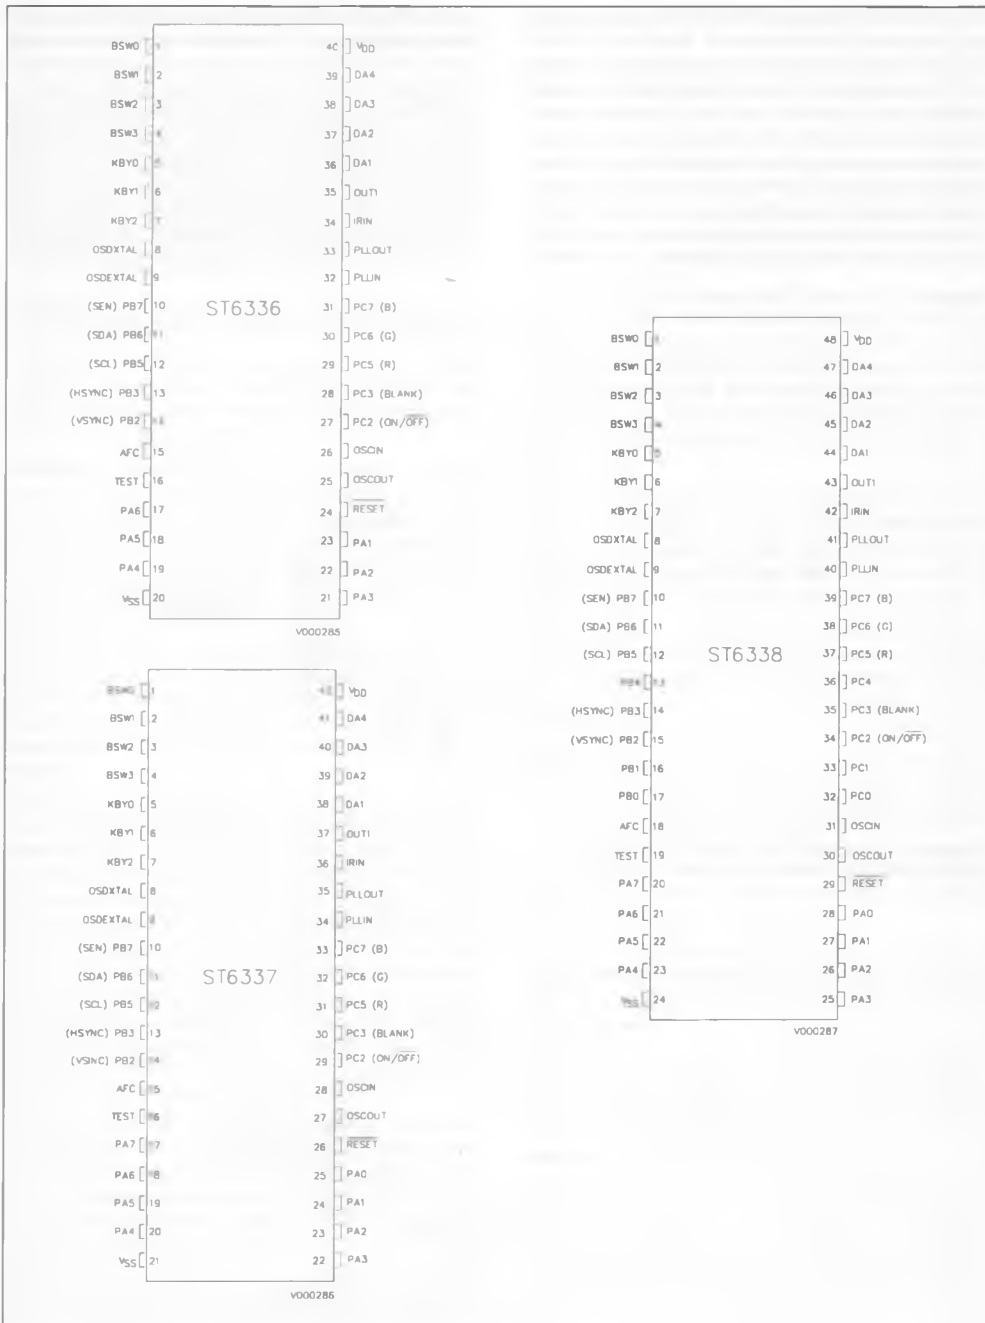 BSW0 1 40 VDD
BSW1 2 39 DA4
BSW2 3 38 DA3
BSW3 37 DA2
KBY0 36 DA1
KBY1 6 35 OUT1
KBY2 7 34 IRIN
OSDXTAL 8 33 PLLOUT
OSDEXTAL 9 32 PLLIN
(SEN) PB7 10 31 PC7 (B)
(SDA) PB6 30 PC6 (G)
(SCL) PB5 12 29 PC5 (R)
(HSYNC) PB3 13 28 PC3 (BLANK)
(VSYNC) PB2 27 PC2 (ON/OFF)
AFC 15 26 OSCIN
TEST 16 25 OSCOUT
PA6 17 24 RESET
PA5 18 23 PA1
PA4 19 22 PA2
VSS 20 21 PA3
ST6336
V000285
BSW0 1 42 VDD
BSW1 2 41 DA4
BSW2 3 40 DA3
BSW3 4 39 DA2
KBY0 5 38 DA1
KBY1 6 37 OUT1
KBY2 7 36 IRIN
OSDXTAL 8 35 PLLOUT
OSDEXTAL 34 PLLIN
(SEN) PB7 10 33 PC7 (B)
(SDA) PB6 32 PC6 (G)
(SCL) PB5 31 PC5 (R)
(HSYNC) PB3 13 30 PC3 (BLANK)
(VSINC) PB2 29 PC2 (ON/OFF)
AFC 28 OSCIN
TEST 27 OSCOUT
PA7 26 RESET
PA6 25 PA0
PA5 19 24 PA1
PA4 20 23 PA2
VSS 21 22 PA3
ST6337
V000286
BSW0 48 VDD
BSW1 2 47 DA4
BSW2 3 46 DA3
BSW3 45 DA2
KBY0 44 DA1
KBY1 6 43 OUT1
KBY2 7 42 IRIN
OSDXTAL 8 41 PLLOUT
OSDEXTAL 9 40 PLLIN
(SEN) PB7 10 39 PC7 (B)
(SDA) PB6 11 38 PC6 (G)
(SCL) PB5 12 37 PC5 (R)
PB4 13 36 PC4
(HSYNC) PB3 14 35 PC3 (BLANK)
(VSYNC) PB2 15 34 PC2 (ON/OFF)
PB1 16 33 PC1
PB0 17 32 PC0
AFC 18 31 OSCIN
TEST 19 30 OSCOUT
PA7 20 29 RESET
PA6 21 28 PA0
PA5 22 27 PA1
PA4 23 26 PA2
VSS 24 25 PA3
ST6338
V000287